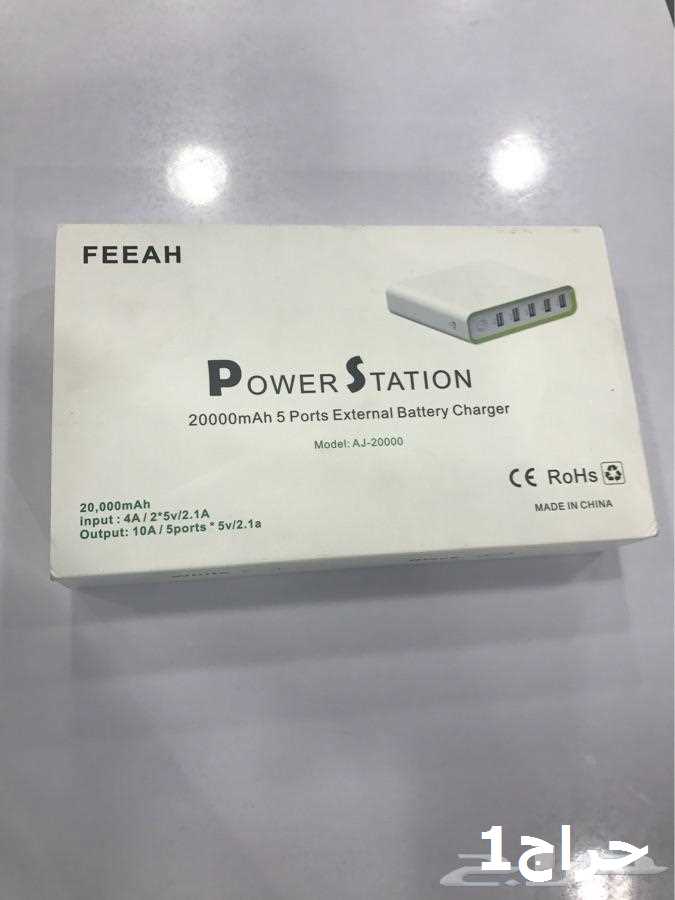 FEEAH
POWER STATION
20000mAh 5 Ports External Battery Charger
Model: AJ-20000
CE RoHs
MADE IN CHINA
20,000mAh
input : 4A / 2*5v/2.1A
Output: 10A / 5ports * 5v/2.1a
حراج1